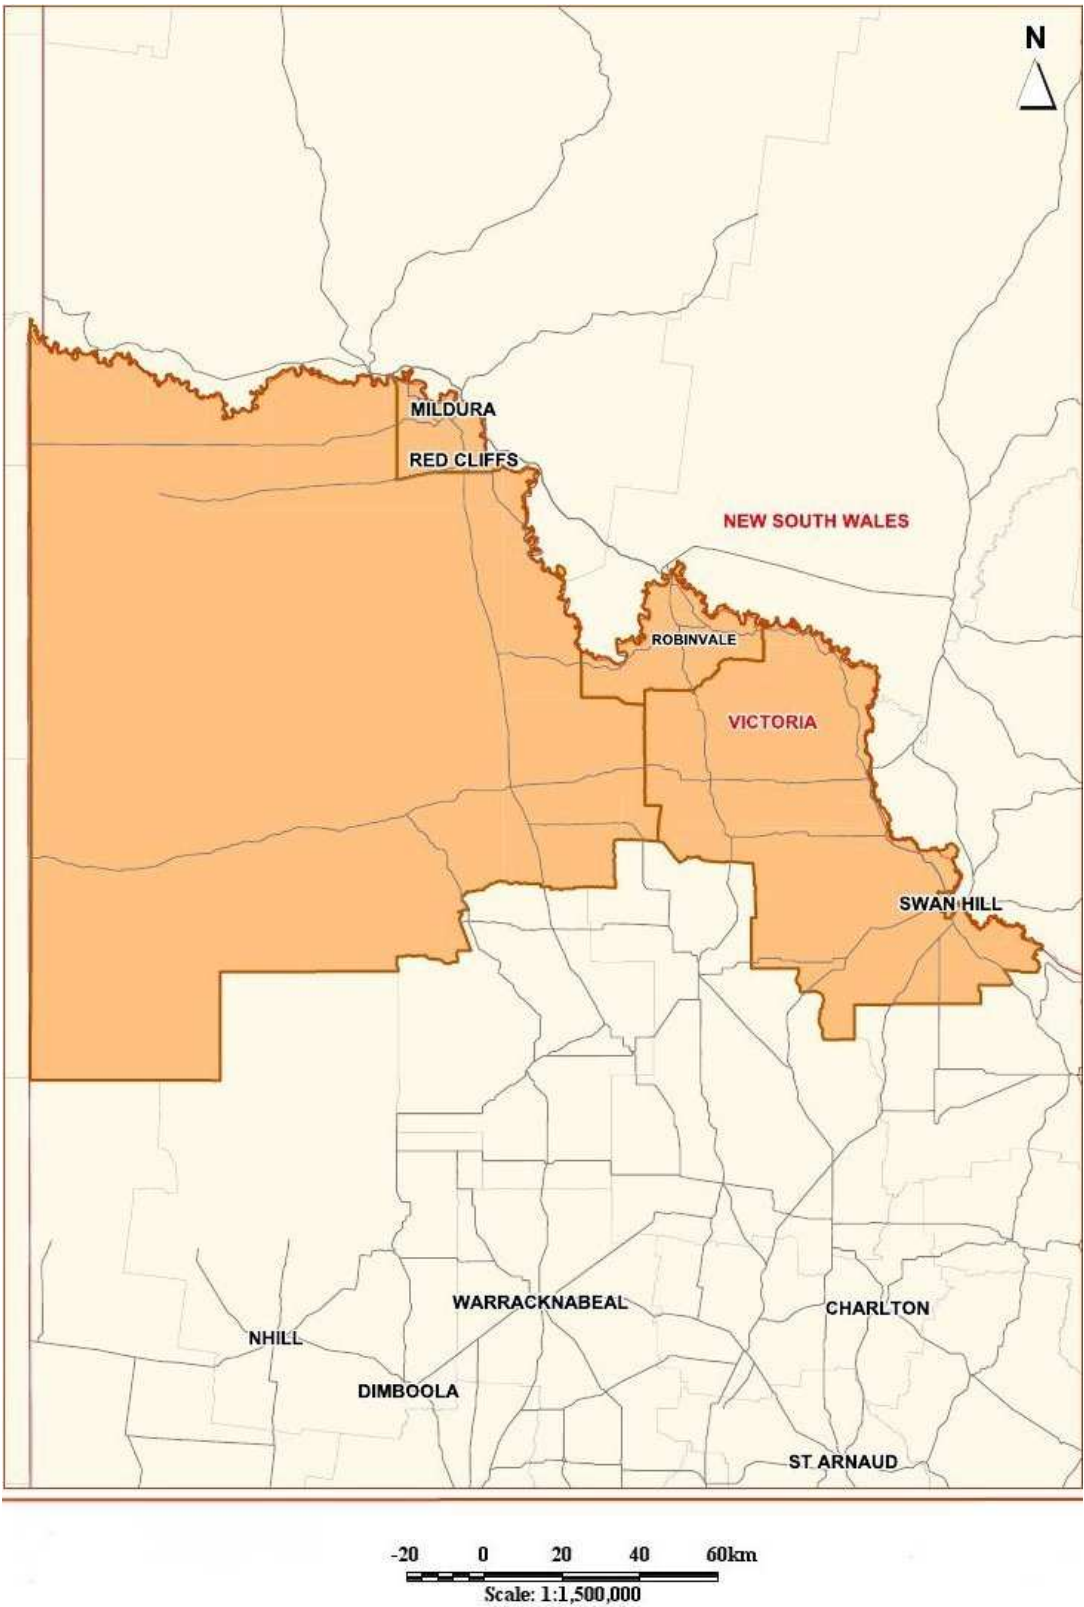 N
MILDURA
RED CLIFFS
NEW SOUTH WALES
ROBINVALE
VICTORIA
SWAN HILL
WARRACKNABEAL
CHARLTON
NHILL
DIMBOOLA
ST ARNAUD
-20 0 20 40 60km
Scale: 1:1,500,000